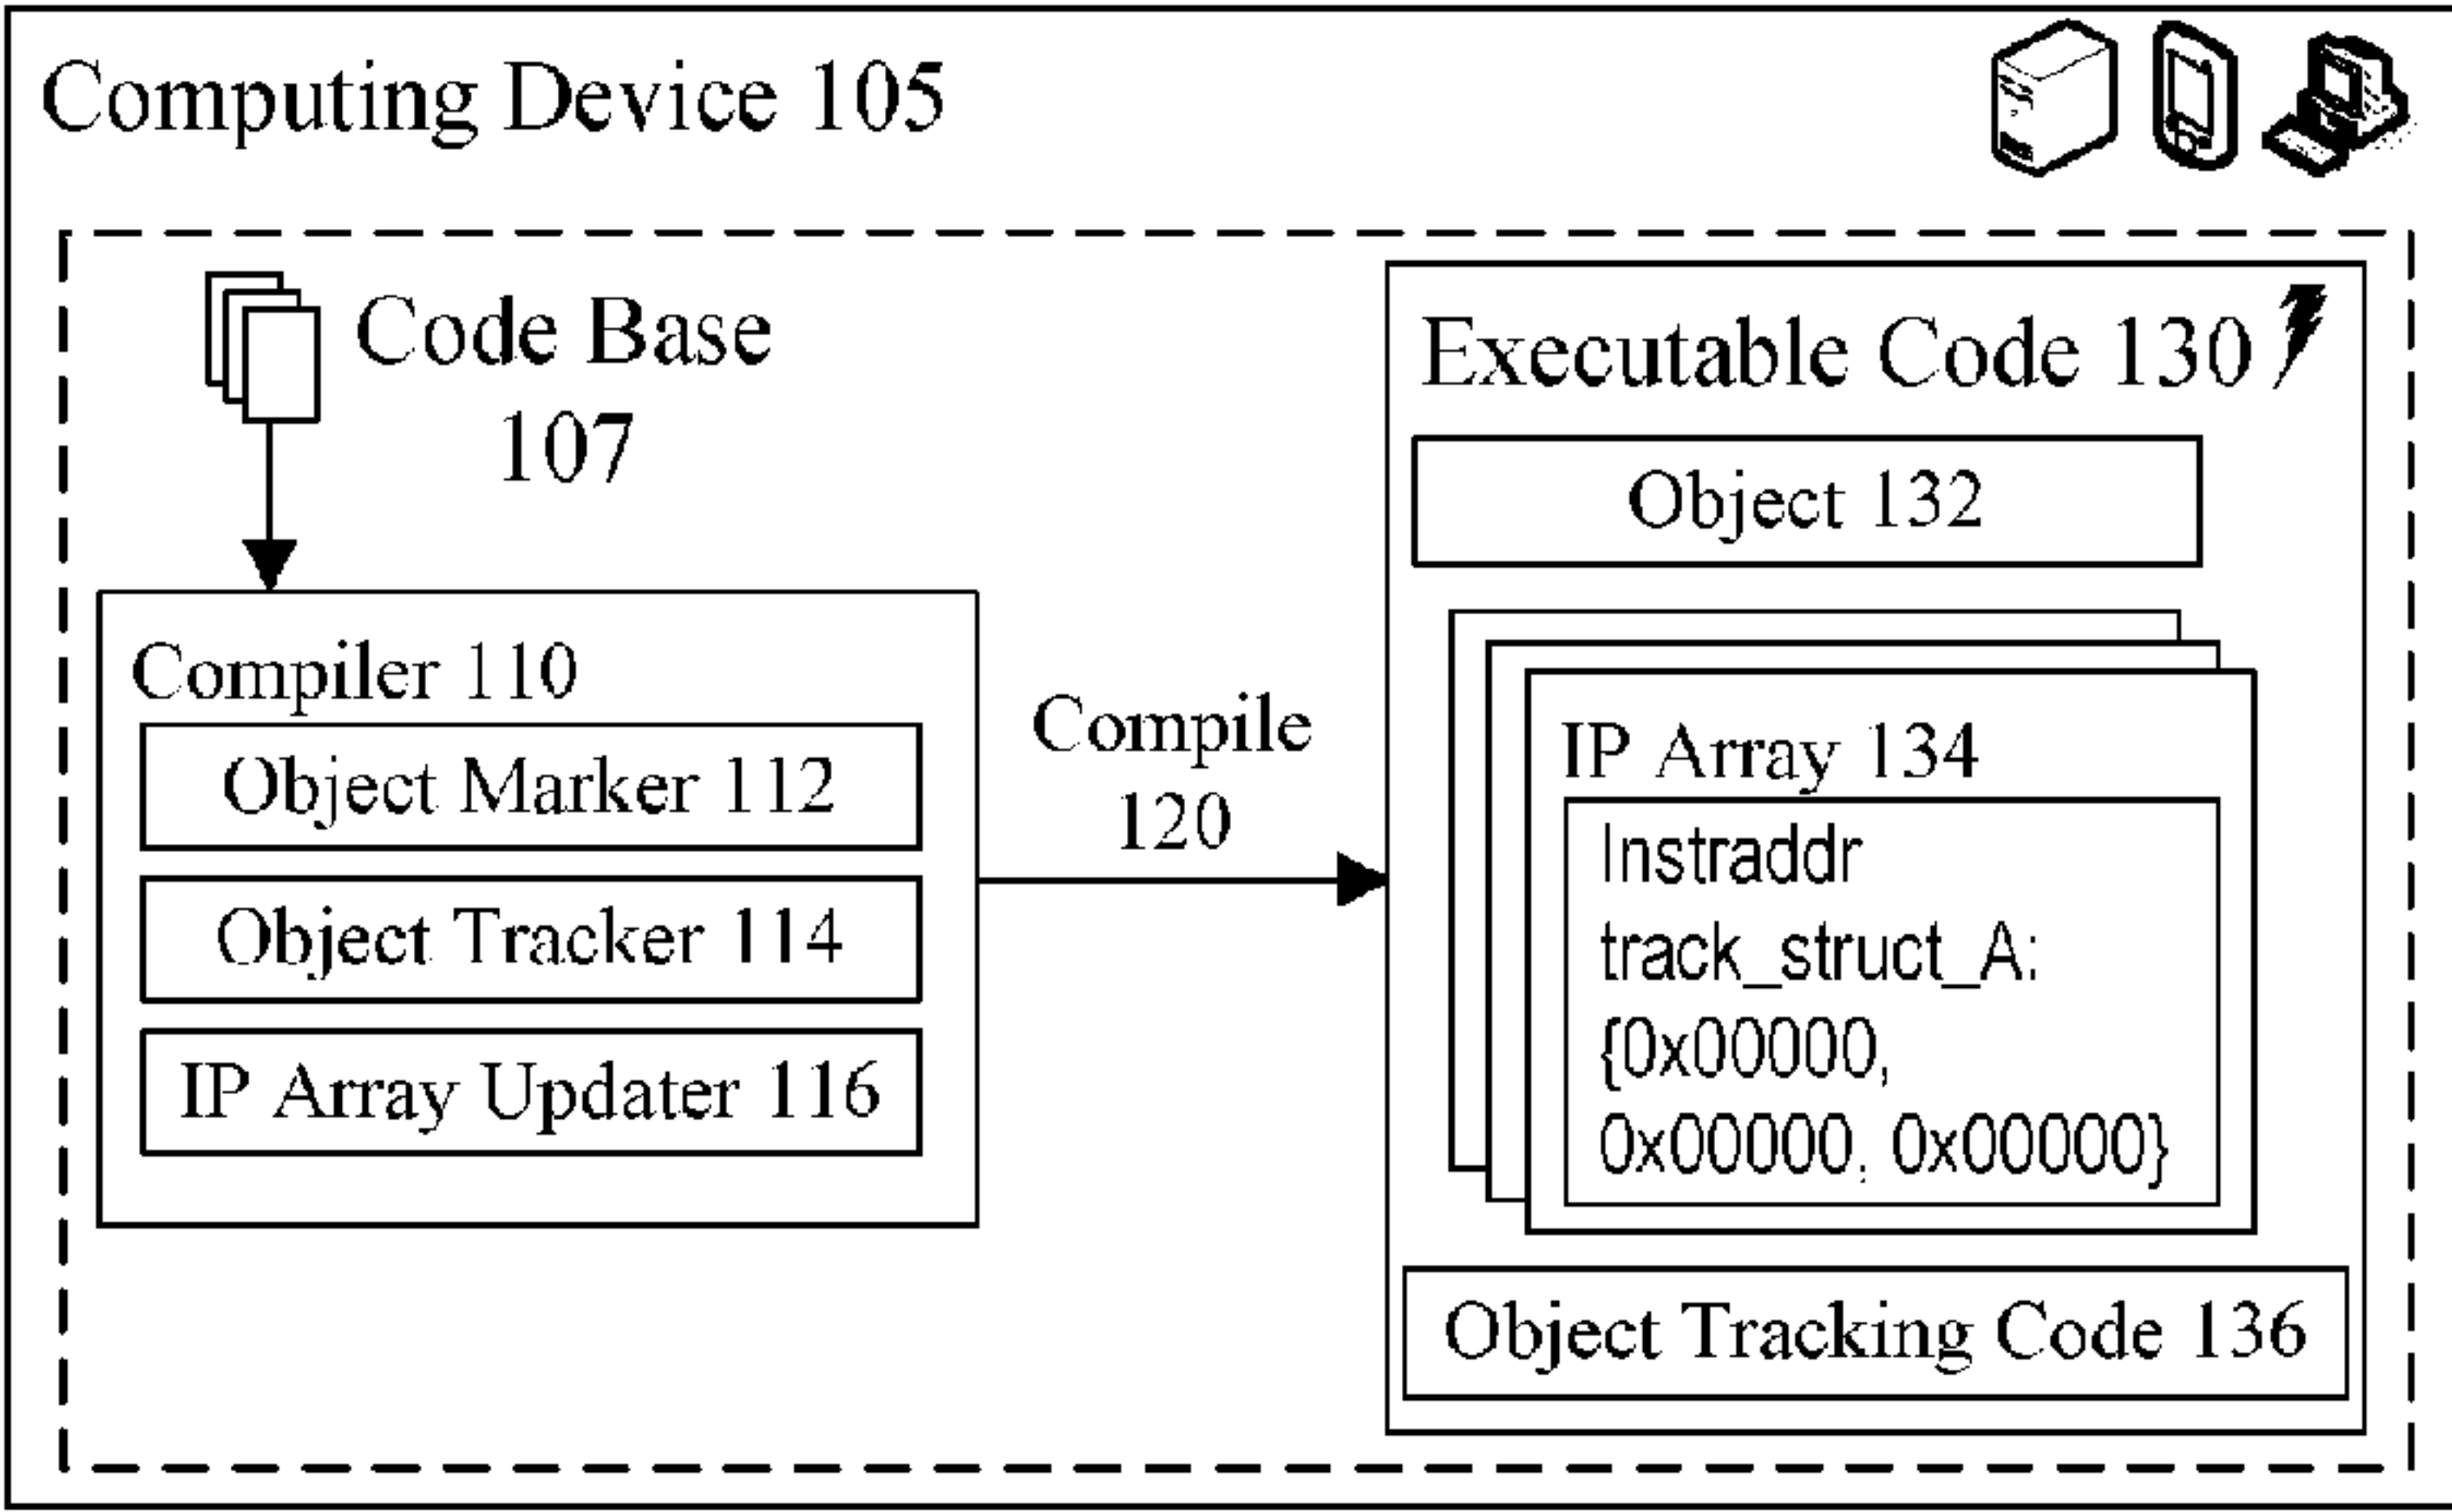 Computing Device 105
Code Base
107
Compiler 110
Object Marker 112
Object Tracker 114
IP Array Updater 116
Compile
120
Executable Code 130
Object 132
IP Array 134
Instraddr
track_struct_A:
{0x00000,
0x00000, 0x00000}
Object Tracking Code 136